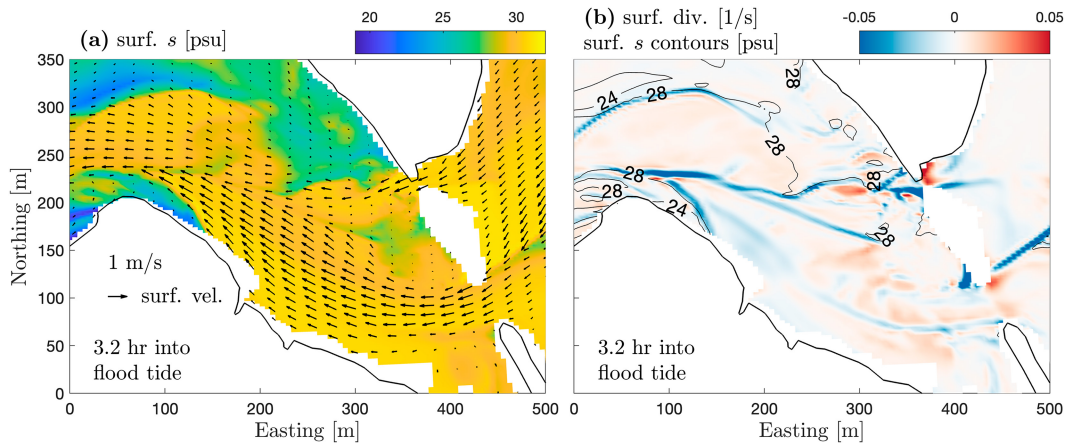 (a) surf. s [psu]
20 25 30
350
300
250
200
150
100
50
0
Northing [m]
1 m/s
surf. vel.
3.2 hr into
flood tide
0 100 200 300 400 500
Easting [m]
(b) surf. div. [1/s]
surf. s contours [psu]
-0.05 0 0.05
28
24
28
28
28
28
28
24
28
3.2 hr into
flood tide
0 100 200 300 400 500
Easting [m]